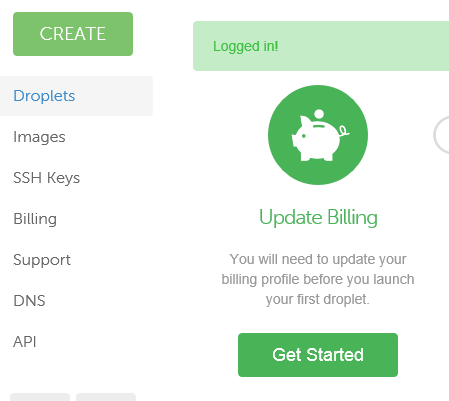 CREATE
Droplets
Images
SSH Keys
Billing
Support
DNS
API
Logged in!
Update Billing
You will need to update your
billing profile before you launch
your first droplet.
Get Started